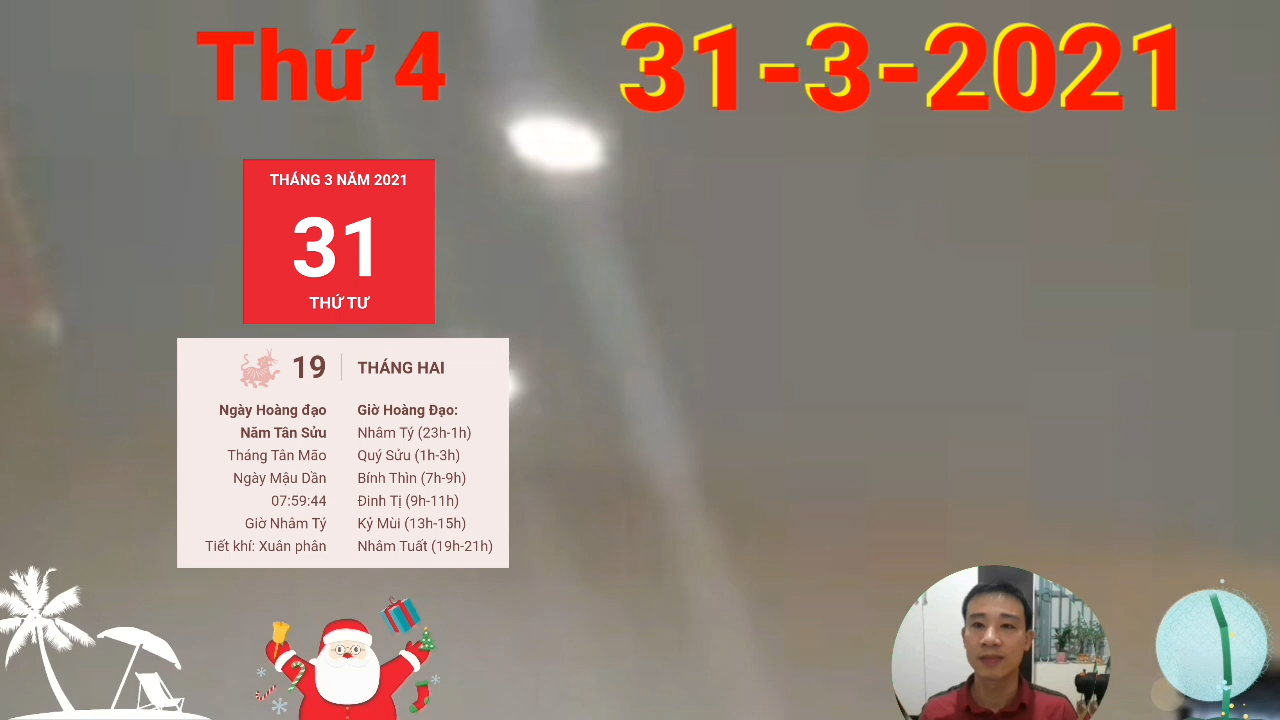 Thứ 4
31-3-2021
THÁNG 3 NĂM 2021
31
THỨ TƯ
19
THÁNG HAI
Ngày Hoàng đạo
Năm Tân Sửu
Tháng Tân Mão
Ngày Mậu Dần
07:59:44
Giờ Nhâm Tý
Tiết khí: Xuân phân
Giờ Hoàng Đạo:
Nhâm Tý (23h-1h)
Quý Sửu (1h-3h)
Bính Thìn (7h-9h)
Đinh Tị (9h-11h)
Kỷ Mùi (13h-15h)
Nhâm Tuất (19h-21h)